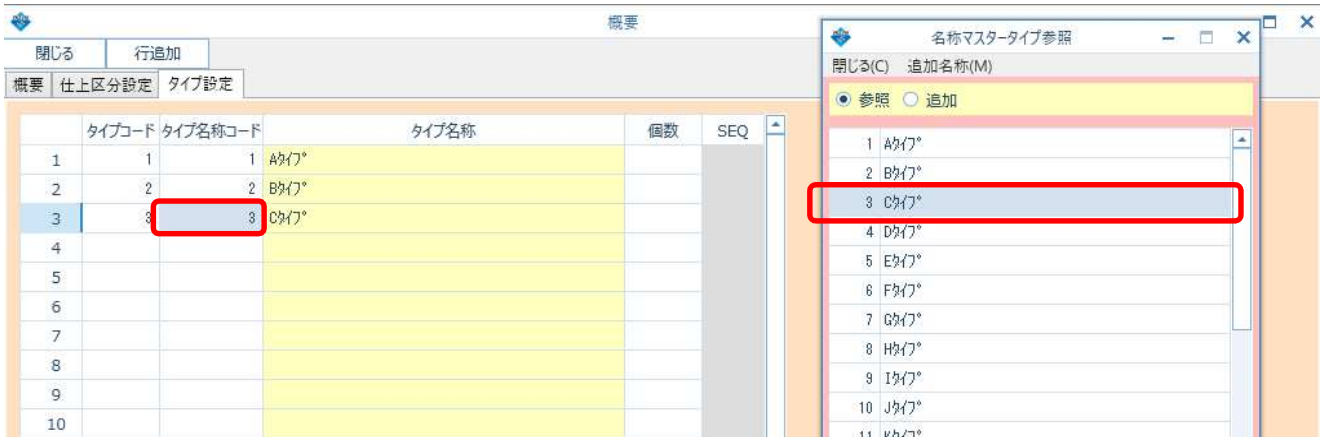 概要
閉じる 行追加
概要 仕上区分設定 タイプ設定
タイプコード タイプ名称コード タイプ名称 個数 SEQ
1 1 1 Aﾀｲﾌﾟ
2 2 2 Bﾀｲﾌﾟ
3 3 3 Cﾀｲﾌﾟ
4
5
6
7
8
9
10
名称マスタータイプ参照
閉じる(C) 追加名称(M)
参照 追加
1 Aﾀｲﾌﾟ
2 Bﾀｲﾌﾟ
3 Cﾀｲﾌﾟ
4 Dﾀｲﾌﾟ
5 Eﾀｲﾌﾟ
6 Fﾀｲﾌﾟ
7 Gﾀｲﾌﾟ
8 Hﾀｲﾌﾟ
9 Iﾀｲﾌﾟ
10 Jﾀｲﾌﾟ
11 Kﾀｲﾌﾟ